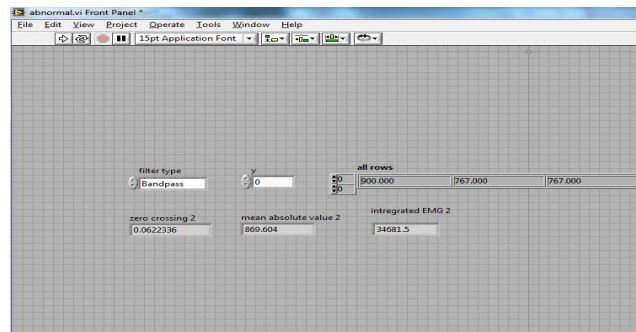 abnormal.vi Front Panel *
File Edit View Project Operate Tools Window Help
15pt Application Font
filter type
Bandpass
y
0
all rows
0
0
900.000 767.000 767.000
zero crossing 2
0.0622336
mean absolute value 2
869.604
intregrated EMG 2
34681.5